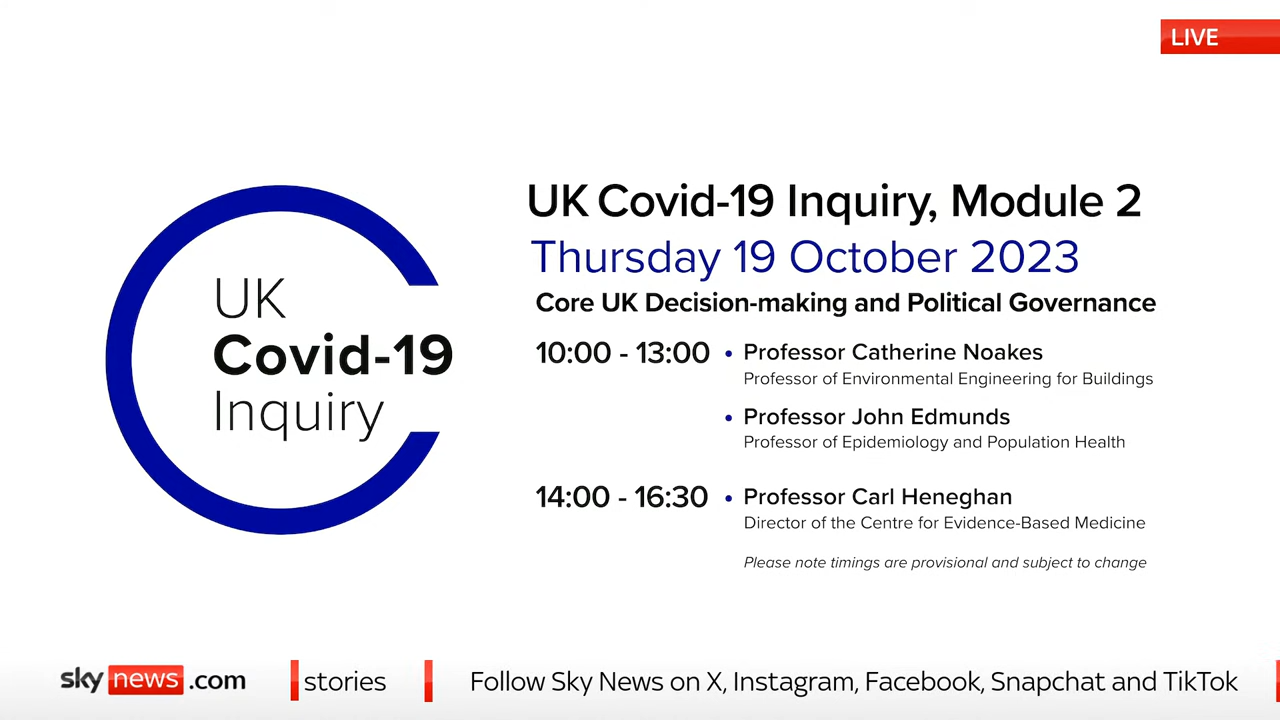 LIVE
UK
Covid-19
Inquiry
UK Covid-19 Inquiry, Module 2
Thursday 19 October 2023
Core UK Decision-making and Political Governance
10:00 - 13:00 • Professor Catherine Noakes
Professor of Environmental Engineering for Buildings
• Professor John Edmunds
Professor of Epidemiology and Population Health
14:00 - 16:30 • Professor Carl Heneghan
Director of the Centre for Evidence-Based Medicine
Please note timings are provisional and subject to change
sky news .com stories Follow Sky News on X, Instagram, Facebook, Snapchat and TikTok